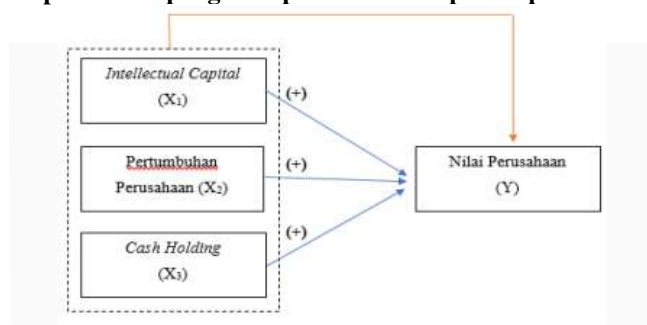 Intellectual Capital
(X1)
(+)
Pertumbuhan
Perusahaan (X2)
(+)
Nilai Perusahaan
(Y)
(+)
Cash Holding
(X3)